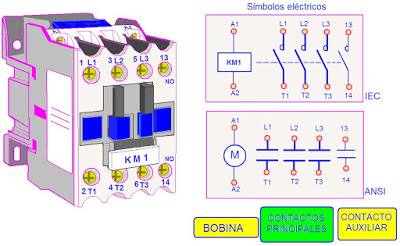 Símbolos eléctricos
A1 L1 L2 L3 13
KM1
A2 T1 T2 T3 14
IEC
A1 L1 L2 L3 13
M
A2 T1 T2 T3 14
ANSI
A1 A2
1 L1 3 L2 5 L3 13
NO
KM1
NO
2 T1 4 T2 6 T3 14
BOBINA
CONTACTOS
PRINCIPALES
CONTACTO
AUXILIAR